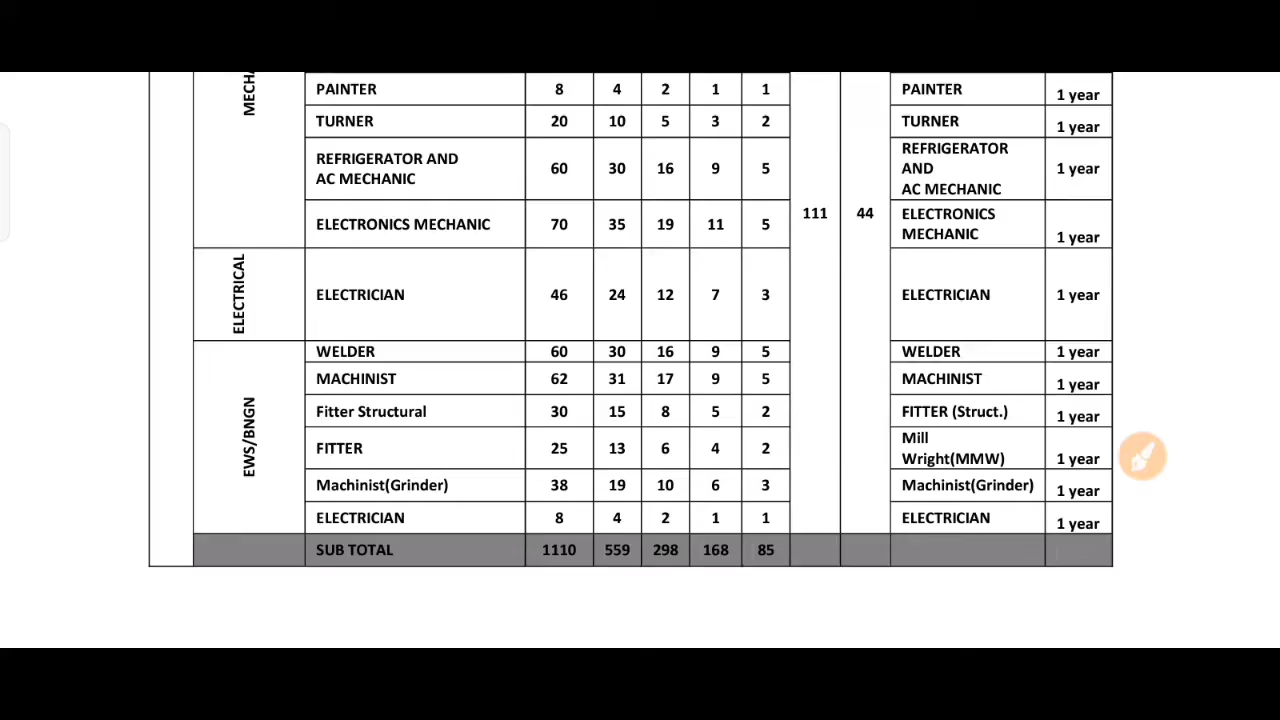 MECHA
PAINTER 8 4 2 1 1 PAINTER 1 year
TURNER 20 10 5 3 2 TURNER 1 year
REFRIGERATOR AND
AC MECHANIC 60 30 16 9 5 REFRIGERATOR
AND
AC MECHANIC 1 year
111 44
ELECTRONICS MECHANIC 70 35 19 11 5 ELECTRONICS
MECHANIC 1 year
ELECTRICAL
ELECTRICIAN 46 24 12 7 3 ELECTRICIAN 1 year
EWS/BNGN
WELDER 60 30 16 9 5 WELDER 1 year
MACHINIST 62 31 17 9 5 MACHINIST 1 year
Fitter Structural 30 15 8 5 2 FITTER (Struct.) 1 year
FITTER 25 13 6 4 2 Mill
Wright(MMW) 1 year
Machinist(Grinder) 38 19 10 6 3 Machinist(Grinder) 1 year
ELECTRICIAN 8 4 2 1 1 ELECTRICIAN 1 year
SUB TOTAL 1110 559 298 168 85